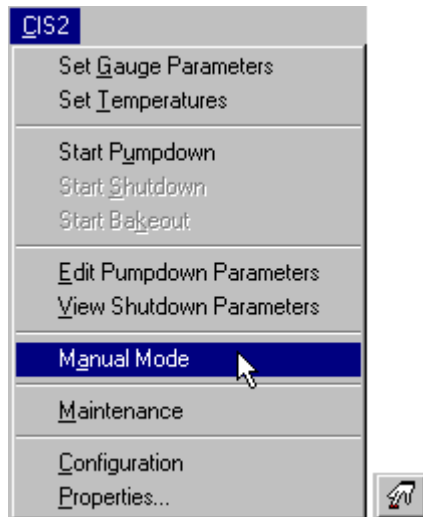 CIS2
Set Gauge Parameters
Set Temperatures
Start Pumpdown
Start Shutdown
Start Bakeout
Edit Pumpdown Parameters
View Shutdown Parameters
Manual Mode
Maintenance
Configuration
Properties...